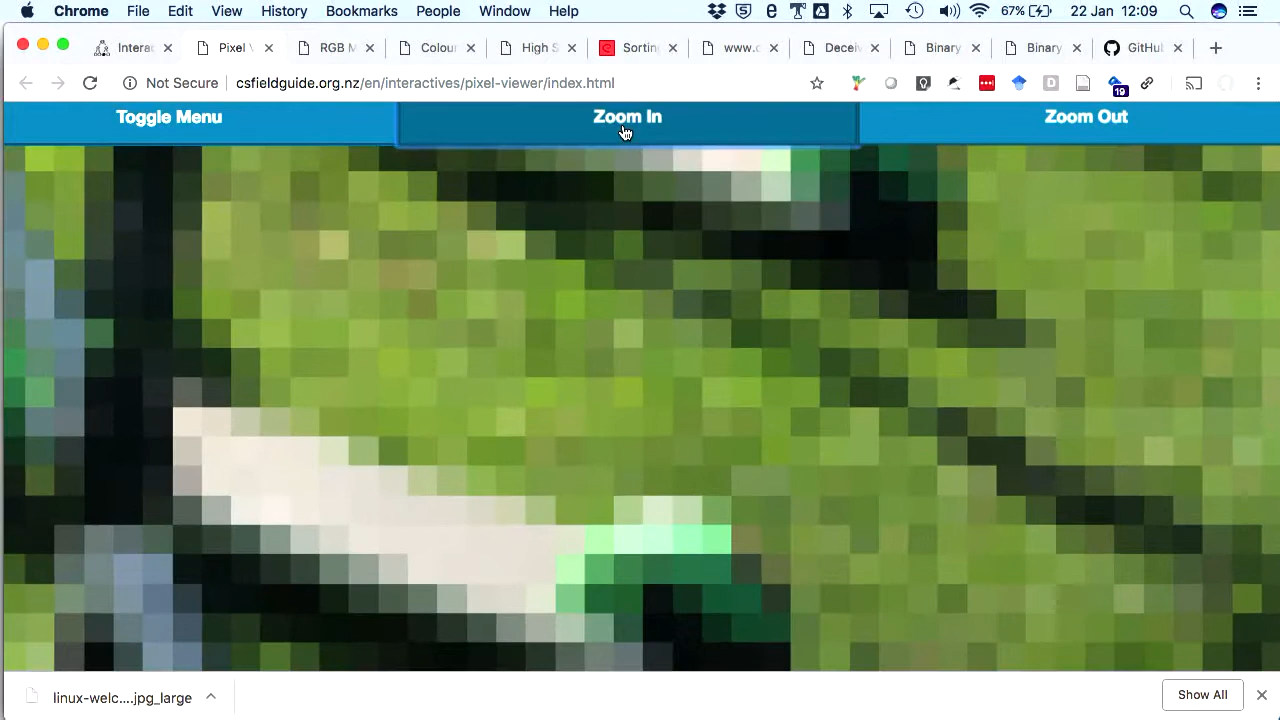 Chrome File Edit View History Bookmarks People Window Help 67% 22 Jan 12:09
Intera Pixel V RGB M Colou High S Sorting www.c Deceiv Binary Binary GitHub
Not Secure csfieldguide.org.nz/en/interactives/pixel-viewer/index.html 19
Toggle Menu Zoom In Zoom Out
linux-welc....jpg_large Show All